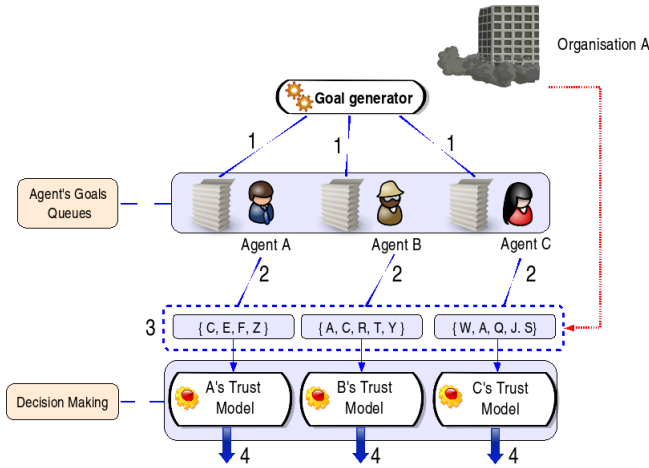 Organisation A
Goal generator
1
1
1
Agent's Goals
Queues
Agent A
Agent B
Agent C
2
2
2
3
{ C, E, F, Z }
{ A, C, R, T, Y }
{ W, A, Q, J. S}
Decision Making
A's Trust
Model
B's Trust
Model
C's Trust
Model
4
4
4